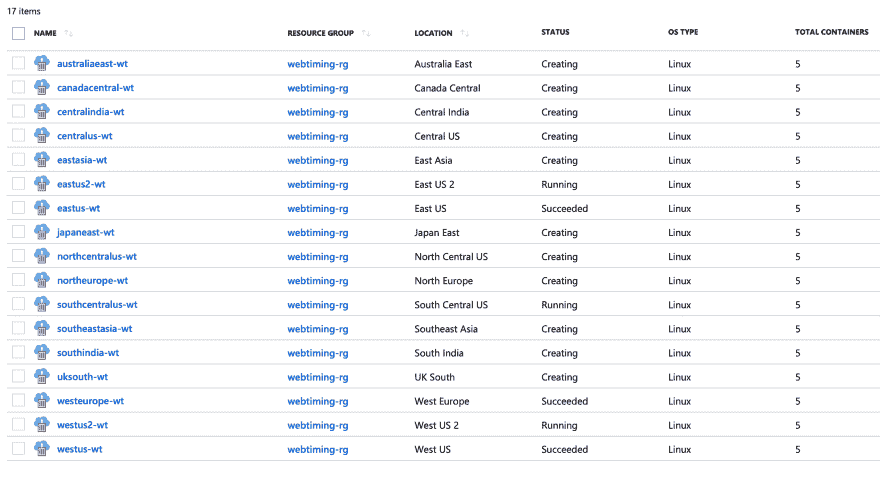 17 items
NAME RESOURCE GROUP LOCATION STATUS OS TYPE TOTAL CONTAINERS
australiaeast-wt webtiming-rg Australia East Creating Linux 5
canadacentral-wt webtiming-rg Canada Central Creating Linux 5
centralindia-wt webtiming-rg Central India Creating Linux 5
centralus-wt webtiming-rg Central US Creating Linux 5
eastasia-wt webtiming-rg East Asia Creating Linux 5
eastus2-wt webtiming-rg East US 2 Running Linux 5
eastus-wt webtiming-rg East US Succeeded Linux 5
japaneast-wt webtiming-rg Japan East Creating Linux 5
northcentralus-wt webtiming-rg North Central US Creating Linux 5
northeurope-wt webtiming-rg North Europe Creating Linux 5
southcentralus-wt webtiming-rg South Central US Running Linux 5
southeastasia-wt webtiming-rg Southeast Asia Creating Linux 5
southindia-wt webtiming-rg South India Creating Linux 5
uksouth-wt webtiming-rg UK South Creating Linux 5
westeurope-wt webtiming-rg West Europe Succeeded Linux 5
westus2-wt webtiming-rg West US 2 Running Linux 5
westus-wt webtiming-rg West US Succeeded Linux 5